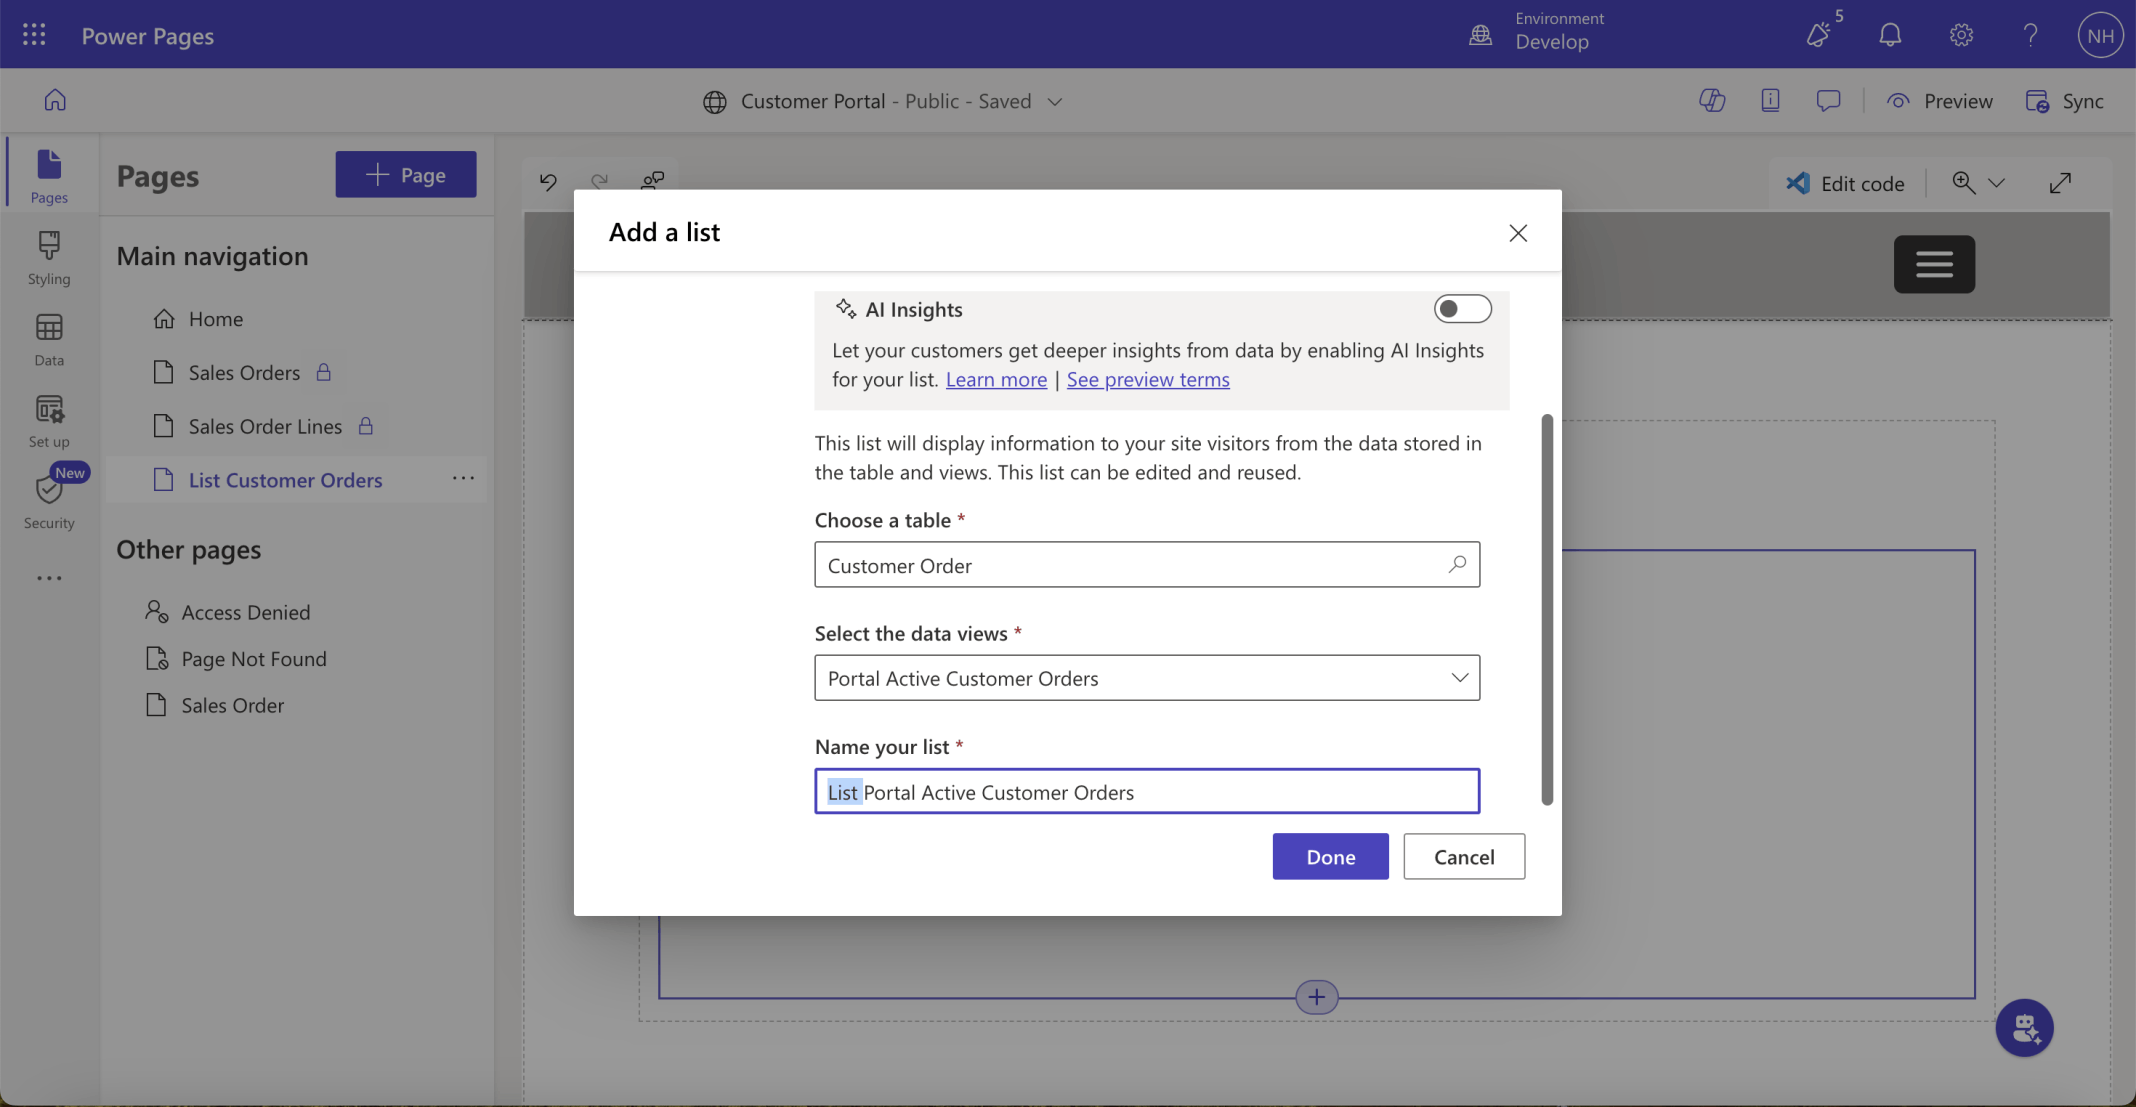 Power Pages
Environment
Develop
5
NH
Customer Portal - Public - Saved
Preview
Sync
Pages
Styling
Data
Set up
New
Security
Pages
Page
Main navigation
Home
Sales Orders
Sales Order Lines
List Customer Orders
Other pages
Access Denied
Page Not Found
Sales Order
Edit code
Add a list
AI Insights
Let your customers get deeper insights from data by enabling AI Insights
for your list. Learn more | See preview terms
This list will display information to your site visitors from the data stored in
the table and views. This list can be edited and reused.
Choose a table *
Customer Order
Select the data views *
Portal Active Customer Orders
Name your list *
List Portal Active Customer Orders
Done
Cancel